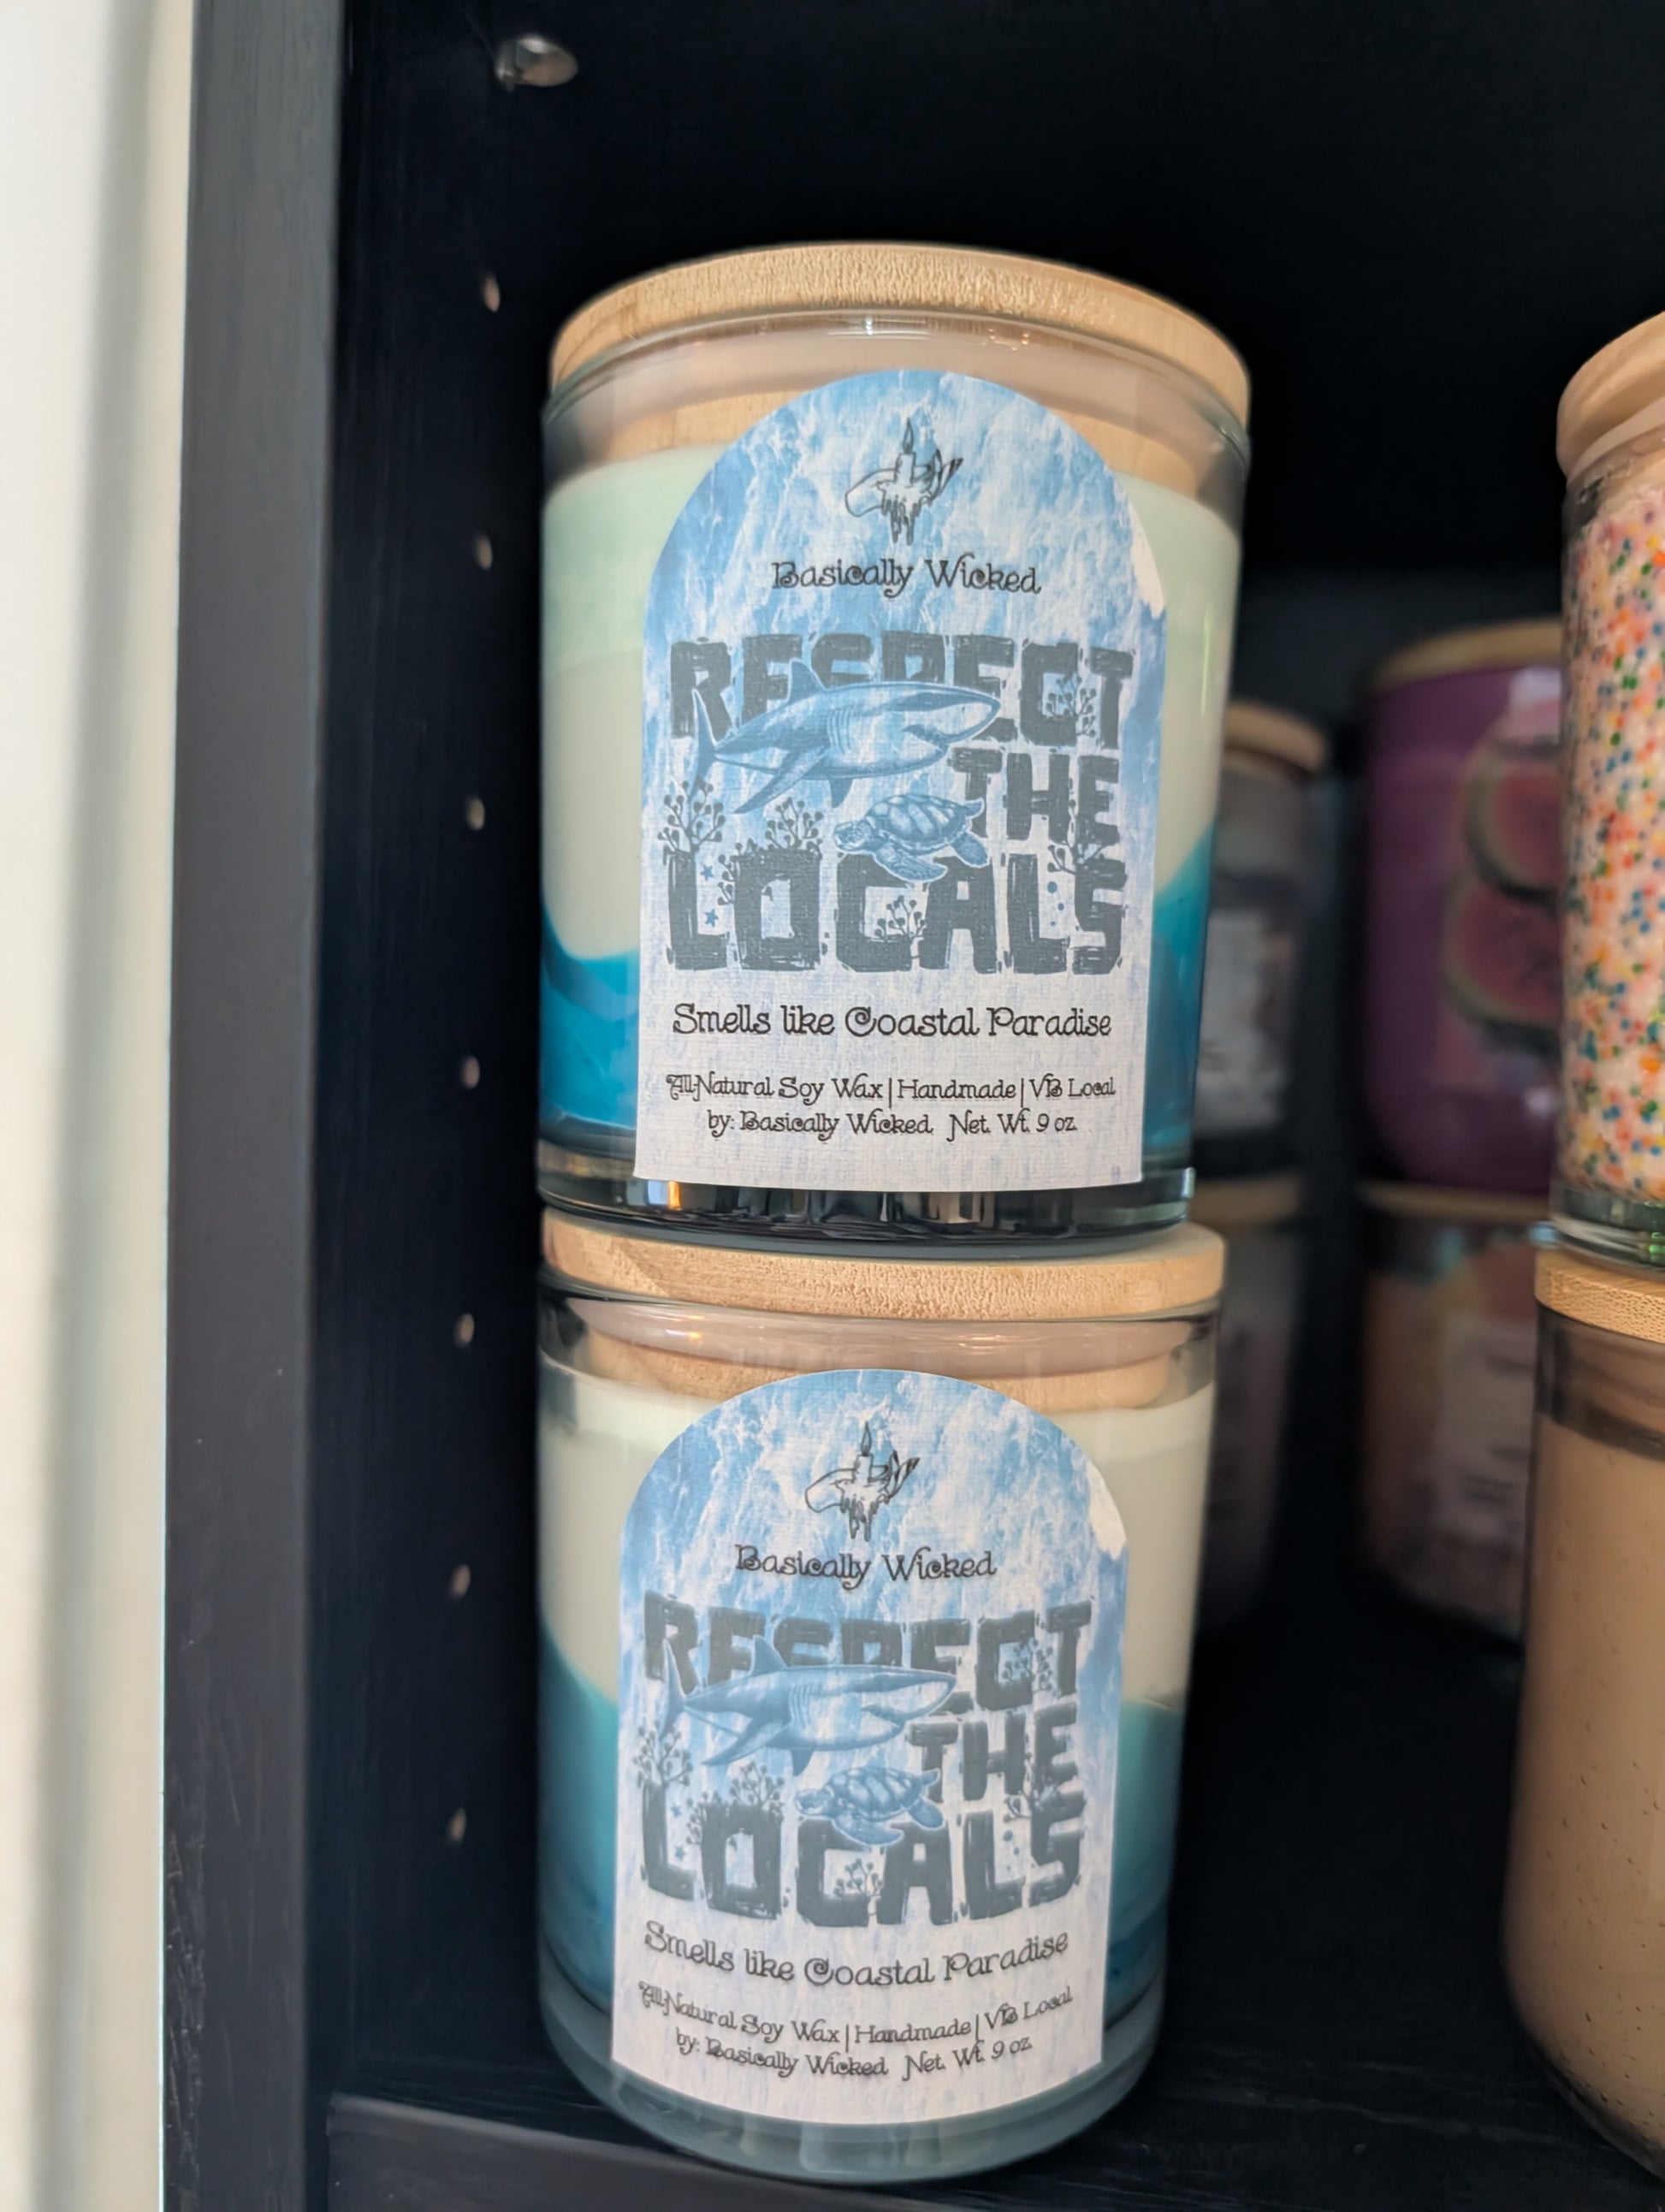 Basically Wicked
RESPECT
THE
LOCALS
Smells like Coastal Paradise
All-Natural Soy Wax | Handmade | VB Local
by: Basically Wicked Net. Wt. 9 oz.
Basically Wicked
RESPECT
THE
LOCALS
Smells like Coastal Paradise
All-Natural Soy Wax | Handmade | VB Local
by: Basically Wicked Net. Wt. 9 oz.